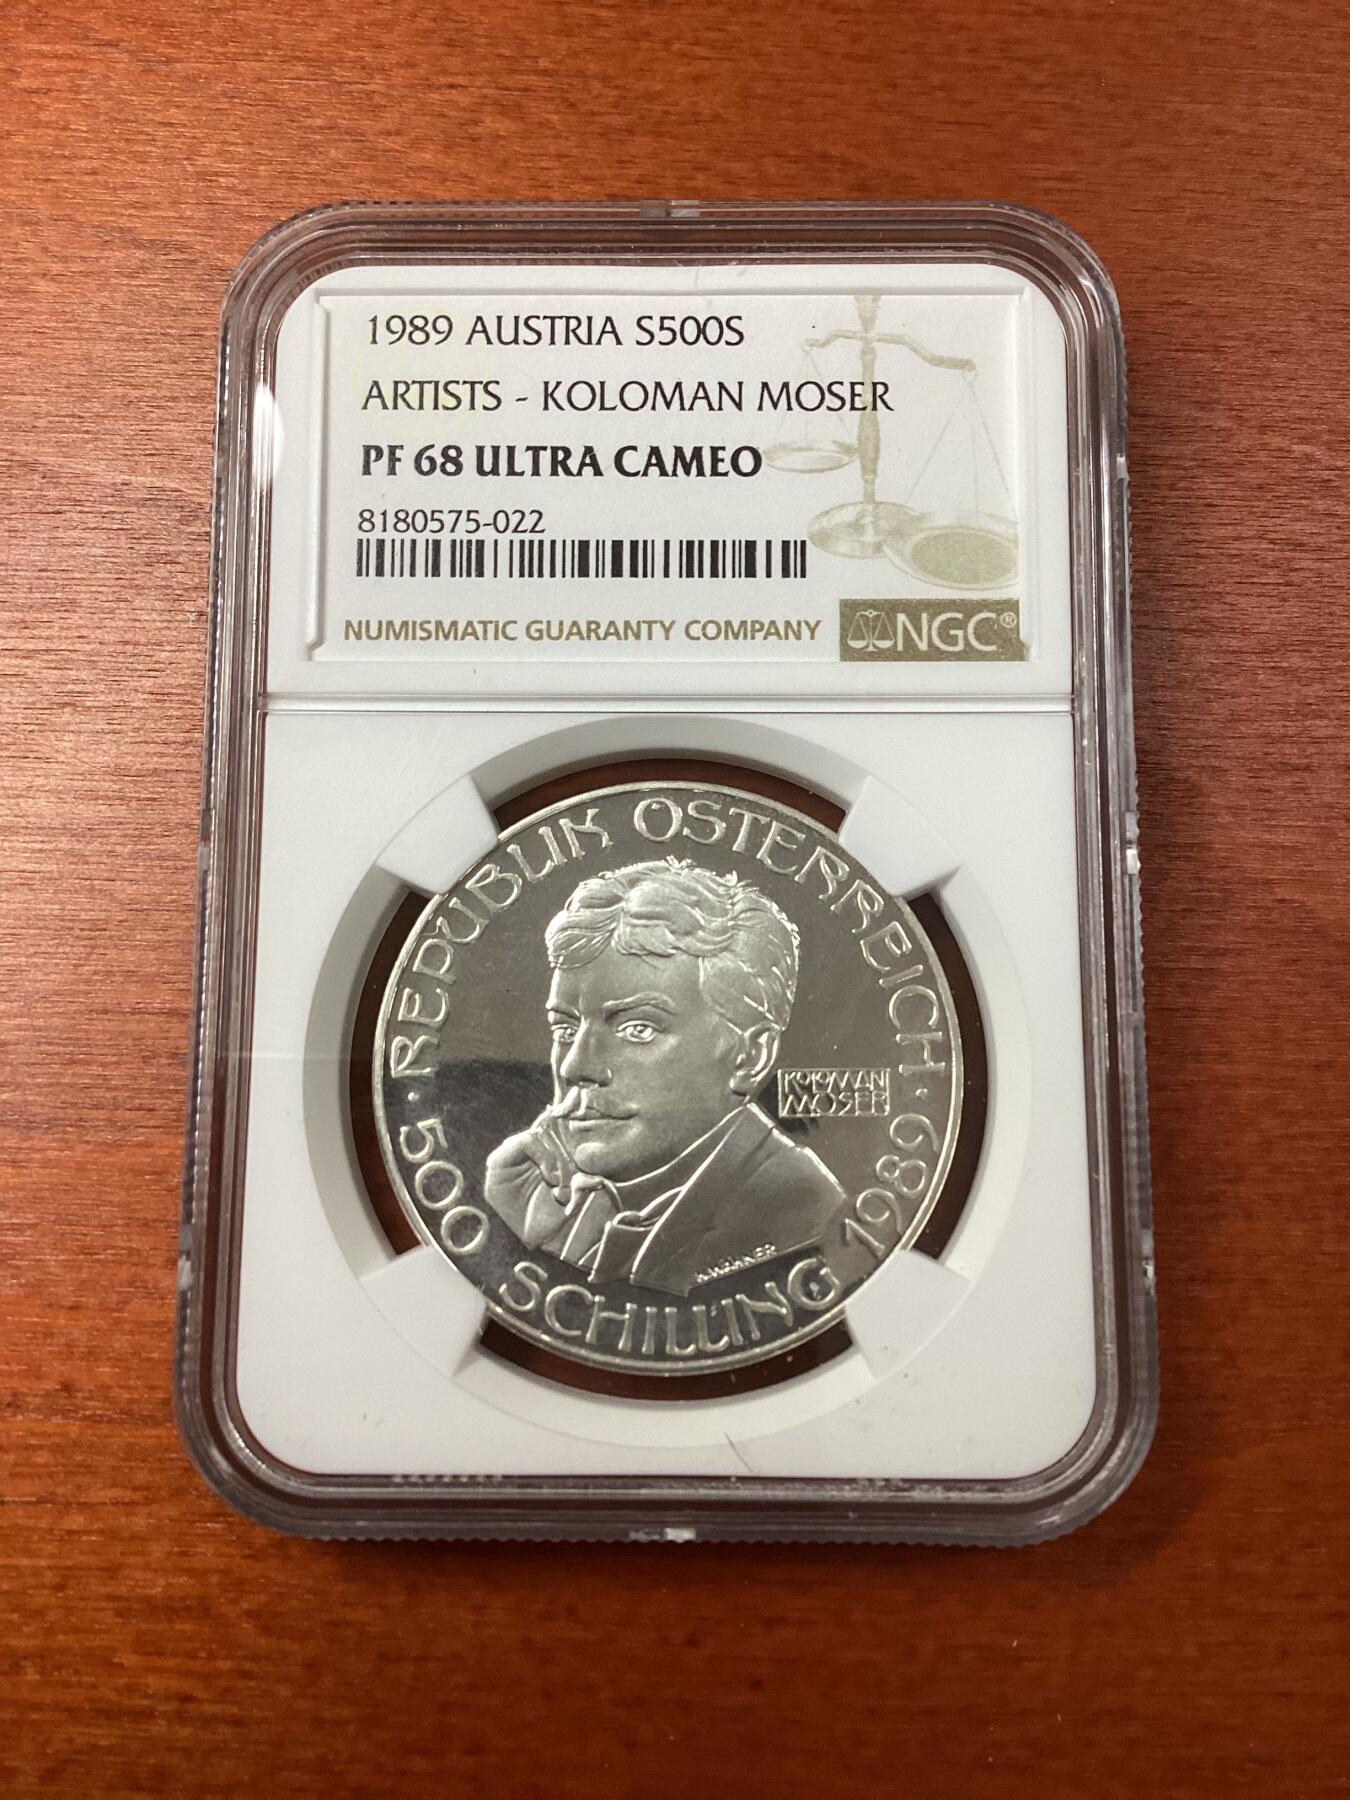 1989 AUSTRIA S500S
ARTISTS - KOLOMAN MOSER
PF 68 ULTRA CAMEO
8180575-022
NUMISMATIC GUARANTY COMPANY
NGC®
· REPUBLIK ÖSTERREICH ·
KOLOMAN
MOSER
500 SCHILLING 1989